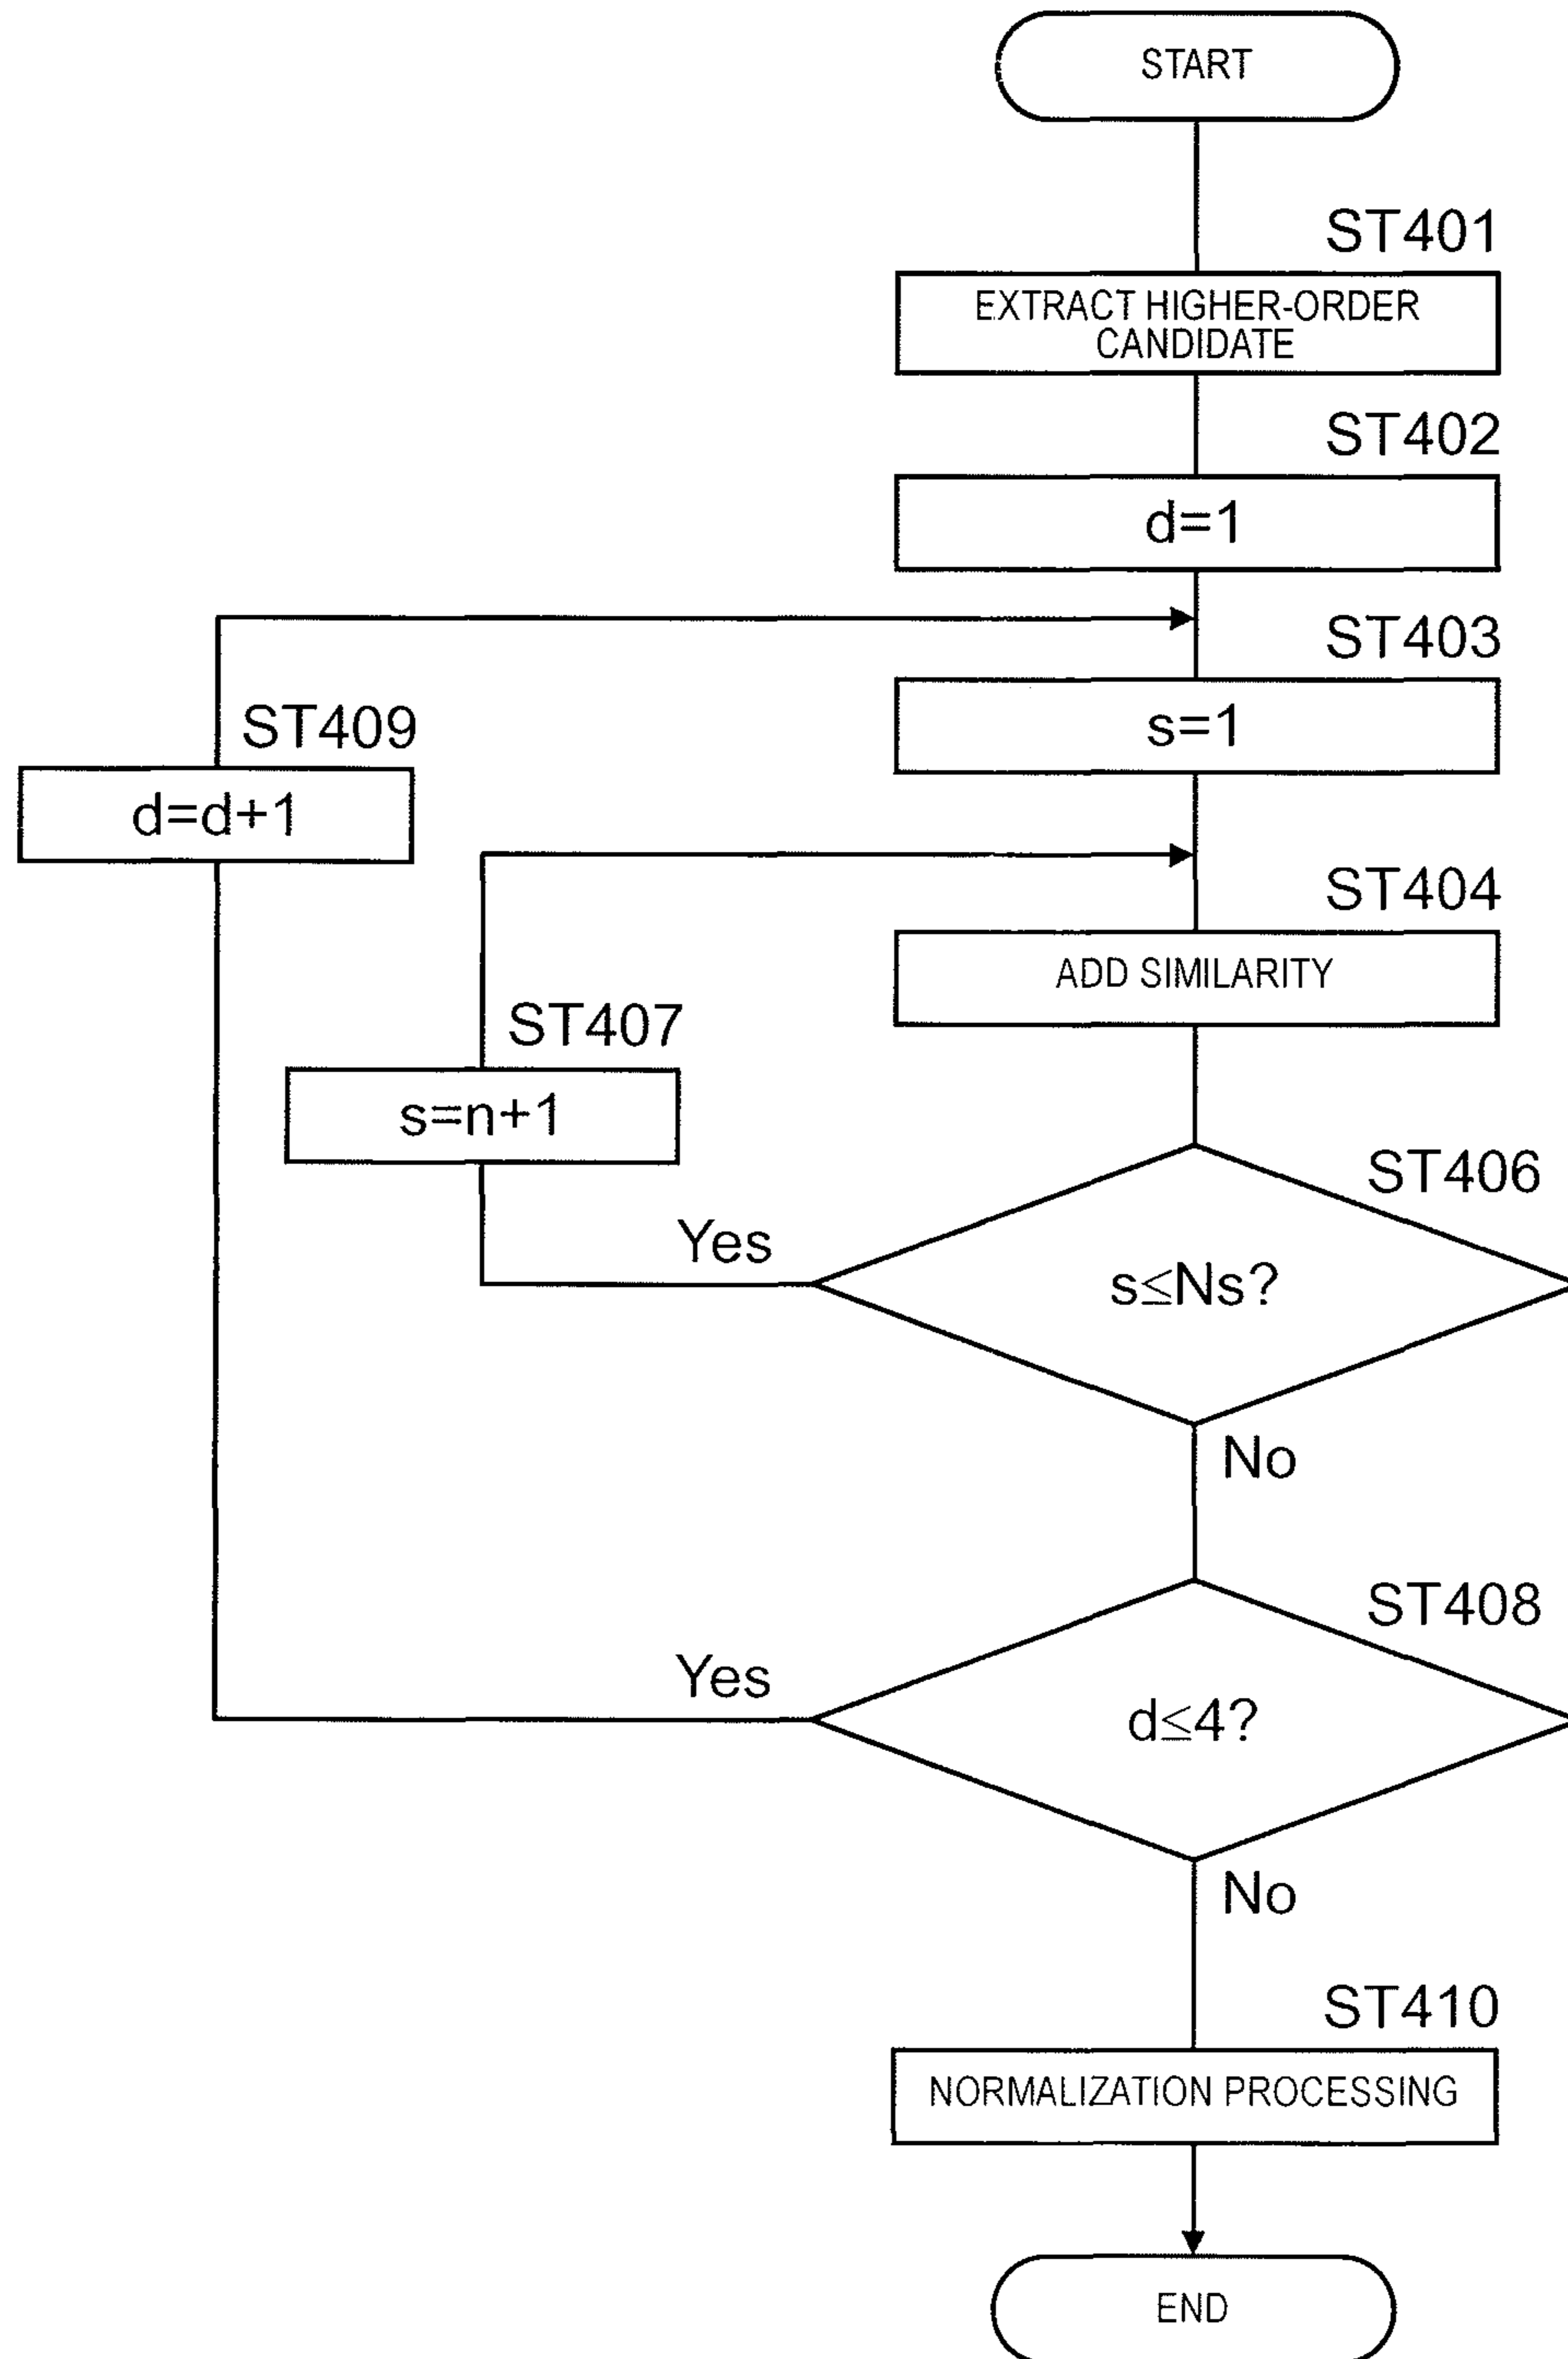 START
ST401
EXTRACT HIGHER-ORDER
CANDIDATE
ST402
d=1
ST403
s=1
ST409
d=d+1
ST404
ADD SIMILARITY
ST407
s=n+1
ST406
Yes
s≤Ns?
No
ST408
Yes
d≤4?
No
ST410
NORMALIZATION PROCESSING
END